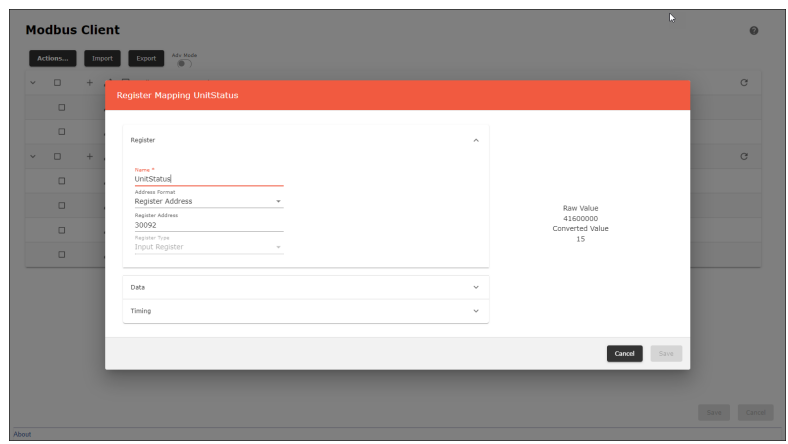 Modbus Client
Actions...
Import
Export
Adv Mode
Register Mapping UnitStatus
Register
Name *
UnitStatus
Address Format
Register Address
Register Address
30092
Register Type
Input Register
Raw Value
41600000
Converted Value
15
Data
Timing
Cancel
Save
Save
Cancel
About